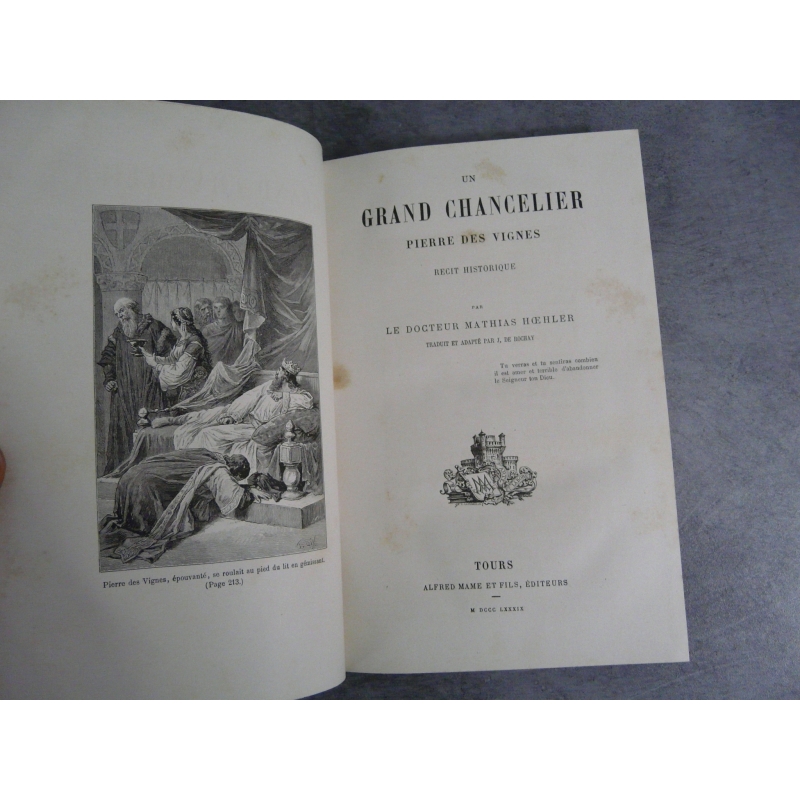 Pierre des Vignes, épouvanté, se roulait au pied du lit en gémissant.
(Page 213.)
UN
GRAND CHANCELIER
PIERRE DES VIGNES
RÉCIT HISTORIQUE
PAR
LE DOCTEUR MATHIAS HŒHLER
TRADUIT ET ADAPTÉ PAR J. DE ROCHAY
Tu verras et tu sentiras combien
il est amer et terrible d'abandonner
le Seigneur ton Dieu.
TOURS
ALFRED MAME ET FILS, ÉDITEURS
M DCCC LXXXIX